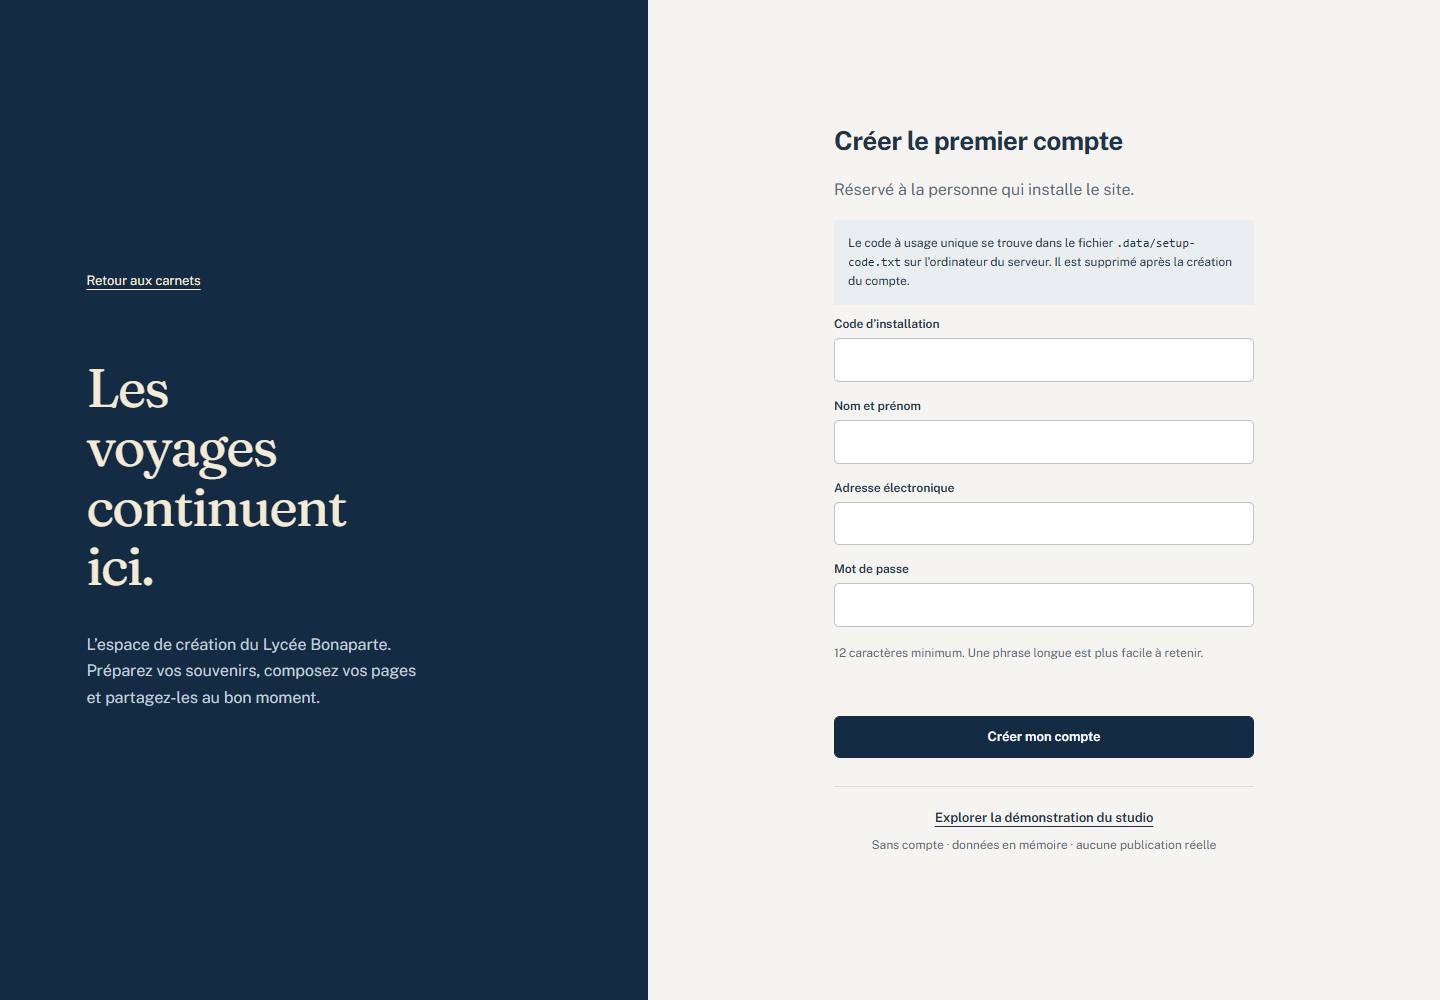 Retour aux carnets
Les
voyages
continuent
ici.
L’espace de création du Lycée Bonaparte.
Préparez vos souvenirs, composez vos pages
et partagez-les au bon moment.
Créer le premier compte
Réservé à la personne qui installe le site.
Le code à usage unique se trouve dans le fichier .data/setup-
code.txt sur l’ordinateur du serveur. Il est supprimé après la création
du compte.
Code d’installation
Nom et prénom
Adresse électronique
Mot de passe
12 caractères minimum. Une phrase longue est plus facile à retenir.
Créer mon compte
Explorer la démonstration du studio
Sans compte · données en mémoire · aucune publication réelle